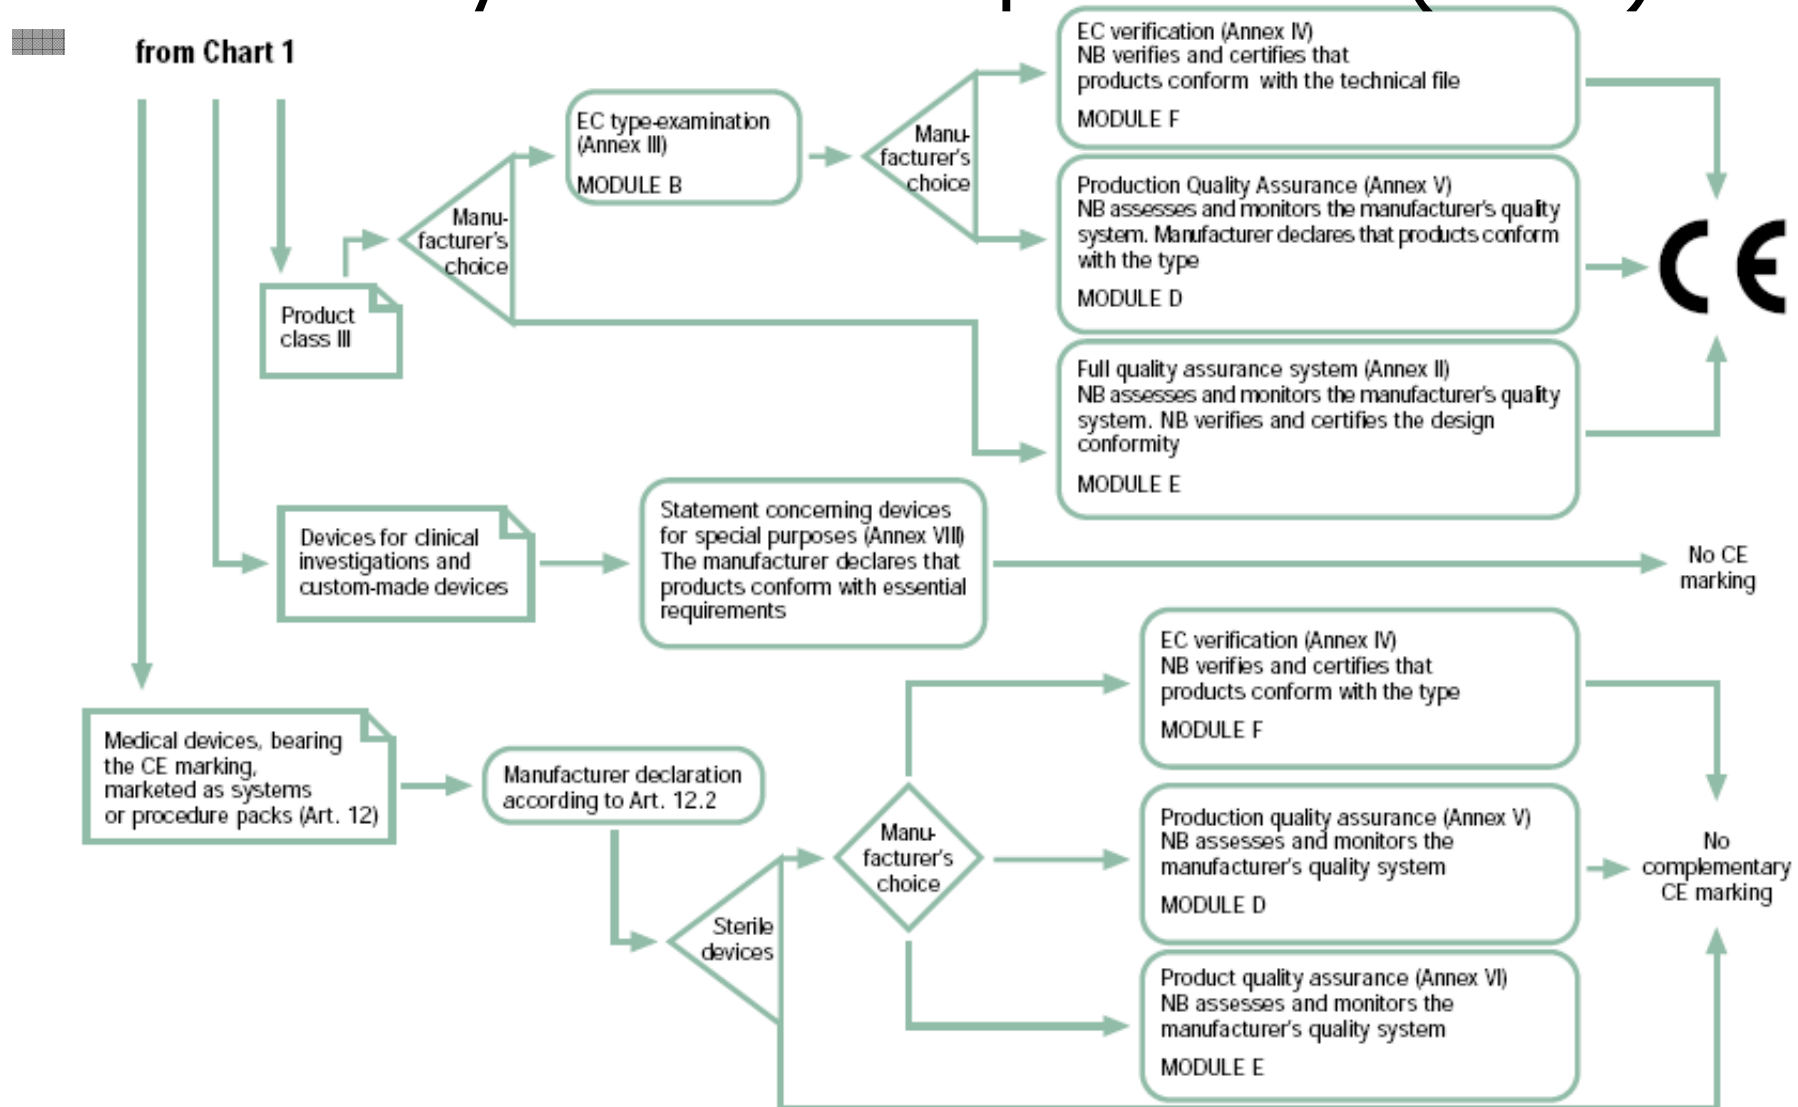 from Chart 1
EC verification (Annex IV)
NB verifies and certifies that
products conform with the technical file
MODULE F
EC type-examination
(Annex III)
MODULE B
Manu-
facturer's
choice
Production Quality Assurance (Annex V)
NB assesses and monitors the manufacturer's quality
system. Manufacturer declares that products conform
with the type
MODULE D
Manu-
facturer's
choice
CE
Product
class III
Full quality assurance system (Annex II)
NB assesses and monitors the manufacturer's quality
system. NB verifies and certifies the design
conformity
MODULE E
Devices for clinical
investigations and
custom-made devices
Statement concerning devices
for special purposes (Annex VIII)
The manufacturer declares that
products conform with essential
requirements
No CE
marking
EC verification (Annex IV)
NB verifies and certifies that
products conform with the type
MODULE F
Medical devices, bearing
the CE marking,
marketed as systems
or procedure packs (Art. 12)
Manufacturer declaration
according to Art. 12.2
Manu-
facturer's
choice
Production quality assurance (Annex V)
NB assesses and monitors the
manufacturer's quality system
MODULE D
No
complementary
CE marking
Sterile
devices
Product quality assurance (Annex VI)
NB assesses and monitors the
manufacturer's quality system
MODULE E